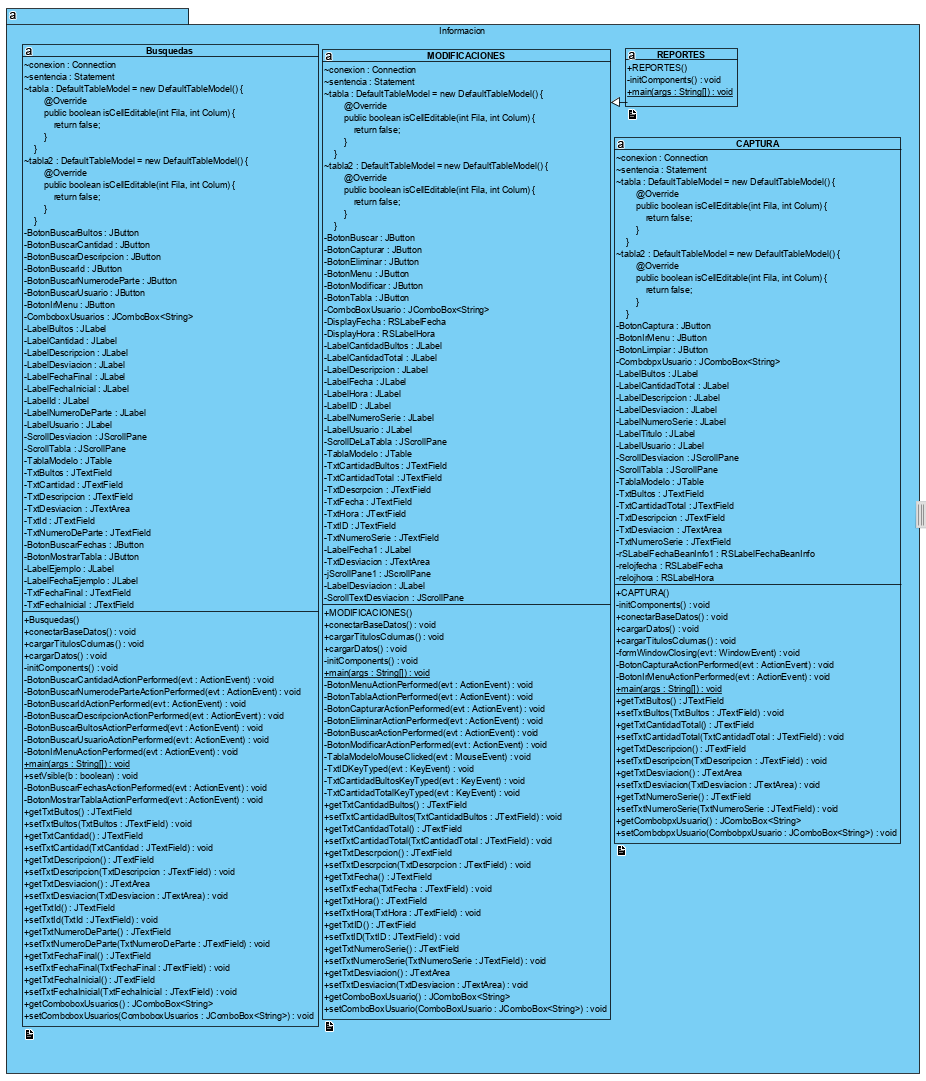 a
Informacion
a
Busquedas
~conexion : Connection
~sentencia : Statement
~tabla : DefaultTableModel = new DefaultTableModel() {
@Override
public boolean isCellEditable(int Fila, int Colum) {
return false;
}
}
~tabla2 : DefaultTableModel = new DefaultTableModel() {
@Override
public boolean isCellEditable(int Fila, int Colum) {
return false;
}
}
-BotonBuscarBultos : JButton
-BotonBuscarCantidad : JButton
-BotonBuscarDescripcion : JButton
-BotonBuscarId : JButton
-BotonBuscarNumerodeParte : JButton
-BotonBuscarUsuario : JButton
-BotonIrMenu : JButton
-ComboboxUsuarios : JComboBox<String>
-LabelBultos : JLabel
-LabelCantidad : JLabel
-LabelDescripcion : JLabel
-LabelDesviacion : JLabel
-LabelFechaFinal : JLabel
-LabelFechaInicial : JLabel
-LabelId : JLabel
-LabelNumeroDeParte : JLabel
-LabelUsuario : JLabel
-ScrollDesviacion : JScrollPane
-ScrollTabla : JScrollPane
-TablaModelo : JTable
-TxtBultos : JTextField
-TxtCantidad : JTextField
-TxtDescripcion : JTextField
-TxtDesviacion : JTextArea
-TxtId : JTextField
-TxtNumeroDeParte : JTextField
-BotonBuscarFechas : JButton
-BotonMostrarTabla : JButton
-LabelEjemplo : JLabel
-LabelFechaEjemplo : JLabel
-TxtFechaFinal : JTextField
-TxtFechaInicial : JTextField
+Busquedas()
+conectarBaseDatos() : void
+cargarTitulosColumas() : void
+cargarDatos() : void
-initComponents() : void
-BotonBuscarCantidadActionPerformed(evt : ActionEvent) : void
-BotonBuscarNumerodeParteActionPerformed(evt : ActionEvent) : void
-BotonBuscarIdActionPerformed(evt : ActionEvent) : void
-BotonBuscarDescripcionActionPerformed(evt : ActionEvent) : void
-BotonBuscarBultosActionPerformed(evt : ActionEvent) : void
-BotonBuscarUsuarioActionPerformed(evt : ActionEvent) : void
-BotonIrMenuActionPerformed(evt : ActionEvent) : void
+main(args : String[]) : void
+setVsible(b : boolean) : void
-BotonBuscarFechasActionPerformed(evt : ActionEvent) : void
-BotonMostrarTablaActionPerformed(evt : ActionEvent) : void
+getTxtBultos() : JTextField
+setTxtBultos(TxtBultos : JTextField) : void
+getTxtCantidad() : JTextField
+setTxtCantidad(TxtCantidad : JTextField) : void
+getTxtDescripcion() : JTextField
+setTxtDescripcion(TxtDescripcion : JTextField) : void
+getTxtDesviacion() : JTextArea
+setTxtDesviacion(TxtDesviacion : JTextArea) : void
+getTxtId() : JTextField
+setTxtId(TxtId : JTextField) : void
+getTxtNumeroDeParte() : JTextField
+setTxtNumeroDeParte(TxtNumeroDeParte : JTextField) : void
+getTxtFechaFinal() : JTextField
+setTxtFechaFinal(TxtFechaFinal : JTextField) : void
+getTxtFechaInicial() : JTextField
+setTxtFechaInicial(TxtFechaInicial : JTextField) : void
+getComboboxUsuarios() : JComboBox<String>
+setComboboxUsuarios(ComboboxUsuarios : JComboBox<String>) : void
a
MODIFICACIONES
~conexion : Connection
~sentencia : Statement
~tabla : DefaultTableModel = new DefaultTableModel() {
@Override
public boolean isCellEditable(int Fila, int Colum) {
return false;
}
}
~tabla2 : DefaultTableModel = new DefaultTableModel() {
@Override
public boolean isCellEditable(int Fila, int Colum) {
return false;
}
}
-BotonBuscar : JButton
-BotonCapturar : JButton
-BotonEliminar : JButton
-BotonMenu : JButton
-BotonModificar : JButton
-BotonTabla : JButton
-ComboBoxUsuario : JComboBox<String>
-DisplayFecha : RSLabelFecha
-DisplayHora : RSLabelHora
-LabelCantidadBultos : JLabel
-LabelCantidadTotal : JLabel
-LabelDescripcion : JLabel
-LabelFecha : JLabel
-LabelHora : JLabel
-LabelID : JLabel
-LabelNumeroSerie : JLabel
-LabelUsuario : JLabel
-ScrollDeLaTabla : JScrollPane
-TablaModelo : JTable
-TxtCantidadBultos : JTextField
-TxtCantidadTotal : JTextField
-TxtDescrpcion : JTextField
-TxtFecha : JTextField
-TxtHora : JTextField
-TxtID : JTextField
-TxtNumeroSerie : JTextField
-LabelFecha1 : JLabel
-TxtDesviacion : JTextArea
-jScrollPane1 : JScrollPane
-LabelDesviacion : JLabel
-ScrollTextDesviacion : JScrollPane
+MODIFICACIONES()
+conectarBaseDatos() : void
+cargarTitulosColumas() : void
+cargarDatos() : void
-initComponents() : void
+main(args : String[]) : void
-BotonMenuActionPerformed(evt : ActionEvent) : void
-BotonTablaActionPerformed(evt : ActionEvent) : void
-BotonCapturarActionPerformed(evt : ActionEvent) : void
-BotonEliminarActionPerformed(evt : ActionEvent) : void
-BotonBuscarActionPerformed(evt : ActionEvent) : void
-BotonModificarActionPerformed(evt : ActionEvent) : void
-TablaModeloMouseClicked(evt : MouseEvent) : void
-TxtIDKeyTyped(evt : KeyEvent) : void
-TxtCantidadBultosKeyTyped(evt : KeyEvent) : void
-TxtCantidadTotalKeyTyped(evt : KeyEvent) : void
+getTxtCantidadBultos() : JTextField
+setTxtCantidadBultos(TxtCantidadBultos : JTextField) : void
+getTxtCantidadTotal() : JTextField
+setTxtCantidadTotal(TxtCantidadTotal : JTextField) : void
+getTxtDescrpcion() : JTextField
+setTxtDescrpcion(TxtDescrpcion : JTextField) : void
+getTxtFecha() : JTextField
+setTxtFecha(TxtFecha : JTextField) : void
+getTxtHora() : JTextField
+setTxtHora(TxtHora : JTextField) : void
+getTxtID() : JTextField
+setTxtID(TxtID : JTextField) : void
+getTxtNumeroSerie() : JTextField
+setTxtNumeroSerie(TxtNumeroSerie : JTextField) : void
+getTxtDesviacion() : JTextArea
+setTxtDesviacion(TxtDesviacion : JTextArea) : void
+getComboBoxUsuario() : JComboBox<String>
+setComboBoxUsuario(ComboBoxUsuario : JComboBox<String>) : void
a
REPORTES
+REPORTES()
-initComponents() : void
+main(args : String[]) : void
a
CAPTURA
~conexion : Connection
~sentencia : Statement
~tabla : DefaultTableModel = new DefaultTableModel() {
@Override
public boolean isCellEditable(int Fila, int Colum) {
return false;
}
}
~tabla2 : DefaultTableModel = new DefaultTableModel() {
@Override
public boolean isCellEditable(int Fila, int Colum) {
return false;
}
}
-BotonCaptura : JButton
-BotonIrMenu : JButton
-BotonLimpiar : JButton
-CombobpxUsuario : JComboBox<String>
-LabelBultos : JLabel
-LabelCantidadTotal : JLabel
-LabelDescripcion : JLabel
-LabelDesviacion : JLabel
-LabelNumeroSerie : JLabel
-LabelTitulo : JLabel
-LabelUsuario : JLabel
-ScrollDesviacion : JScrollPane
-ScrollTabla : JScrollPane
-TablaModelo : JTable
-TxtBultos : JTextField
-TxtCantidadTotal : JTextField
-TxtDescripcion : JTextField
-TxtDesviacion : JTextArea
-TxtNumeroSerie : JTextField
-rSLabelFechaBeanInfo1 : RSLabelFechaBeanInfo
-relojfecha : RSLabelFecha
-relojhora : RSLabelHora
+CAPTURA()
-initComponents() : void
+conectarBaseDatos() : void
+cargarDatos() : void
+cargarTitulosColumas() : void
-formWindowClosing(evt : WindowEvent) : void
-BotonCapturaActionPerformed(evt : ActionEvent) : void
-BotonIrMenuActionPerformed(evt : ActionEvent) : void
+main(args : String[]) : void
+getTxtBultos() : JTextField
+setTxtBultos(TxtBultos : JTextField) : void
+getTxtCantidadTotal() : JTextField
+setTxtCantidadTotal(TxtCantidadTotal : JTextField) : void
+getTxtDescripcion() : JTextField
+setTxtDescripcion(TxtDescripcion : JTextField) : void
+getTxtDesviacion() : JTextArea
+setTxtDesviacion(TxtDesviacion : JTextArea) : void
+getTxtNumeroSerie() : JTextField
+setTxtNumeroSerie(TxtNumeroSerie : JTextField) : void
+getCombobpxUsuario() : JComboBox<String>
+setCombobpxUsuario(CombobpxUsuario : JComboBox<String>) : void